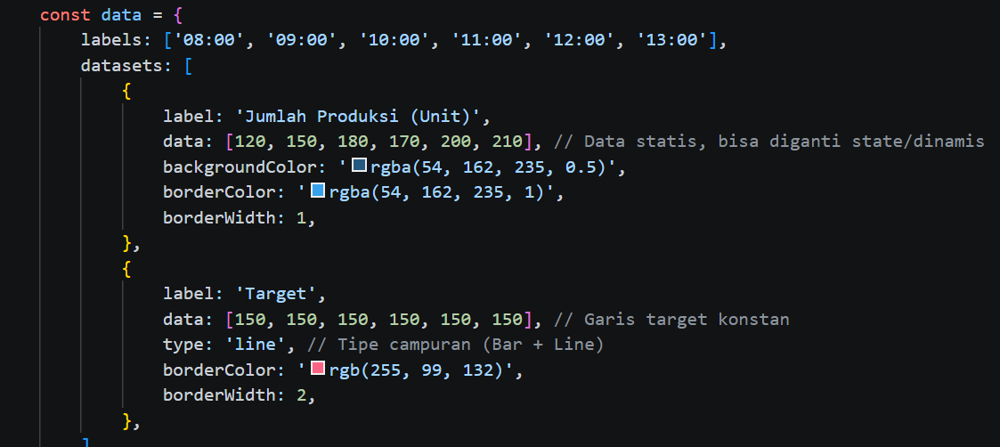 const data = {
labels: ['08:00', '09:00', '10:00', '11:00', '12:00', '13:00'],
datasets: [
{
label: 'Jumlah Produksi (Unit)',
data: [120, 150, 180, 170, 200, 210], // Data statis, bisa diganti state/dinamis
backgroundColor: 'rgba(54, 162, 235, 0.5)',
borderColor: 'rgba(54, 162, 235, 1)',
borderWidth: 1,
},
{
label: 'Target',
data: [150, 150, 150, 150, 150, 150], // Garis target konstan
type: 'line', // Tipe campuran (Bar + Line)
borderColor: 'rgb(255, 99, 132)',
borderWidth: 2,
},
]